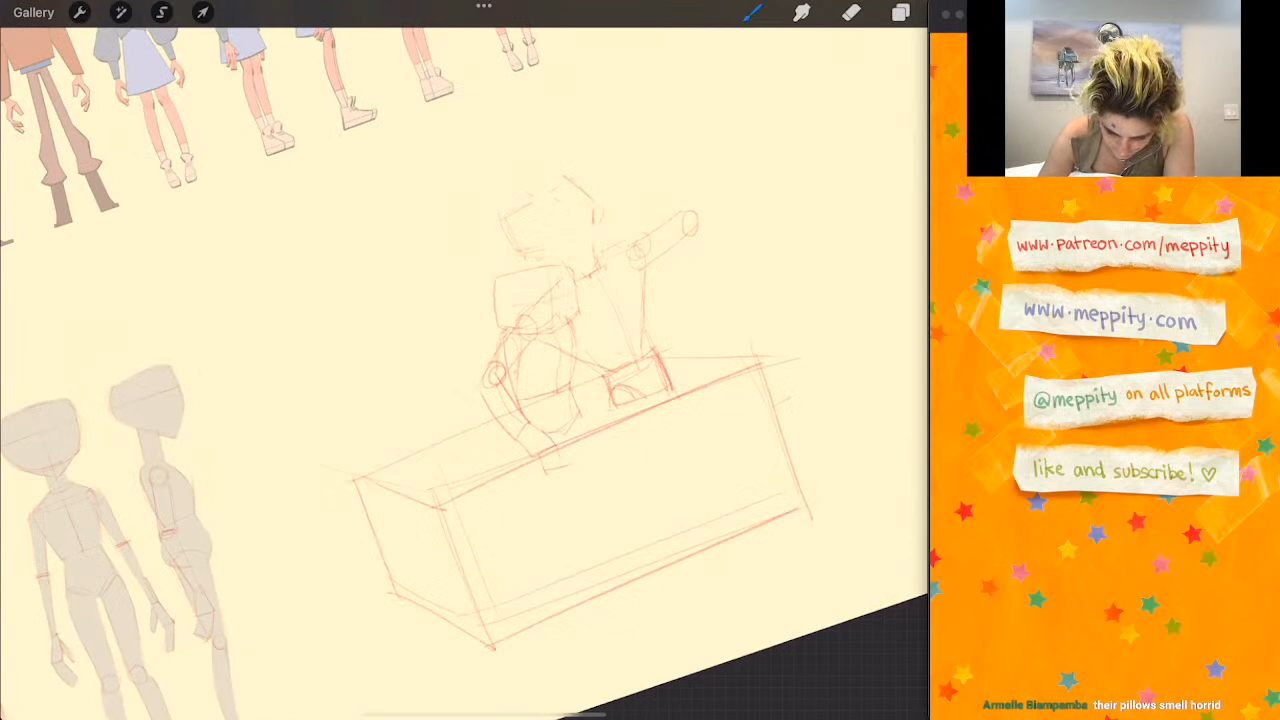 Gallery
www.patreon.com/meppity
www.meppity.com
@meppity on all platforms
like and subscribe! ♡
Armelle Biampamba their pillows smell horrid